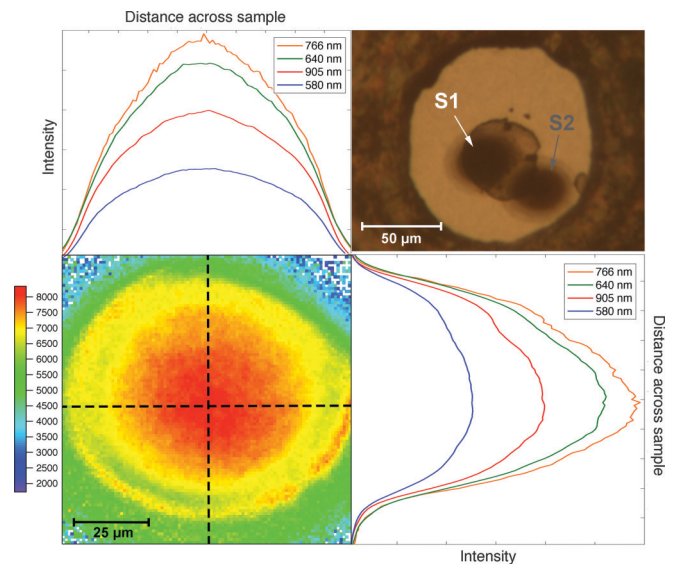 Distance across sample
Intensity
766 nm
640 nm
905 nm
580 nm
S1
S2
50 µm
8000
7500
7000
6500
6000
5500
5000
4500
4000
3500
3000
2500
2000
25 µm
766 nm
640 nm
905 nm
580 nm
Distance across sample
Intensity